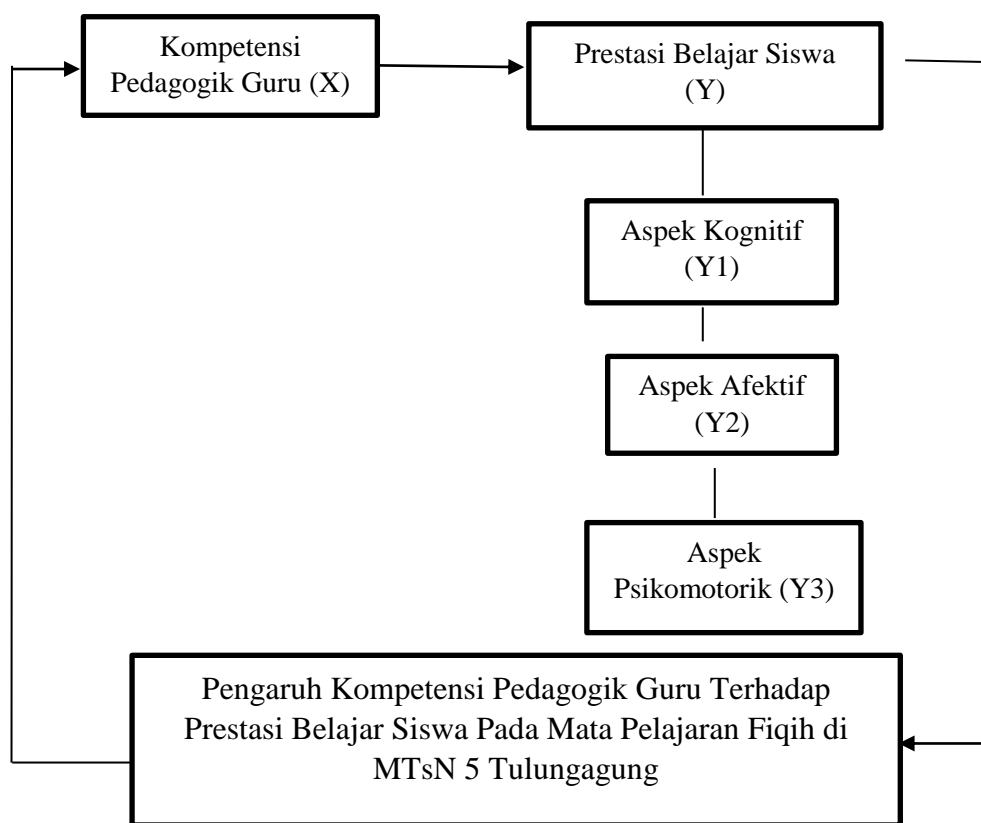 Kompetensi
Pedagogik Guru (X)
Prestasi Belajar Siswa
(Y)
Aspek Kognitif
(Y1)
Aspek Afektif
(Y2)
Aspek
Psikomotorik (Y3)
Pengaruh Kompetensi Pedagogik Guru Terhadap
Prestasi Belajar Siswa Pada Mata Pelajaran Fiqih di
MTsN 5 Tulungagung